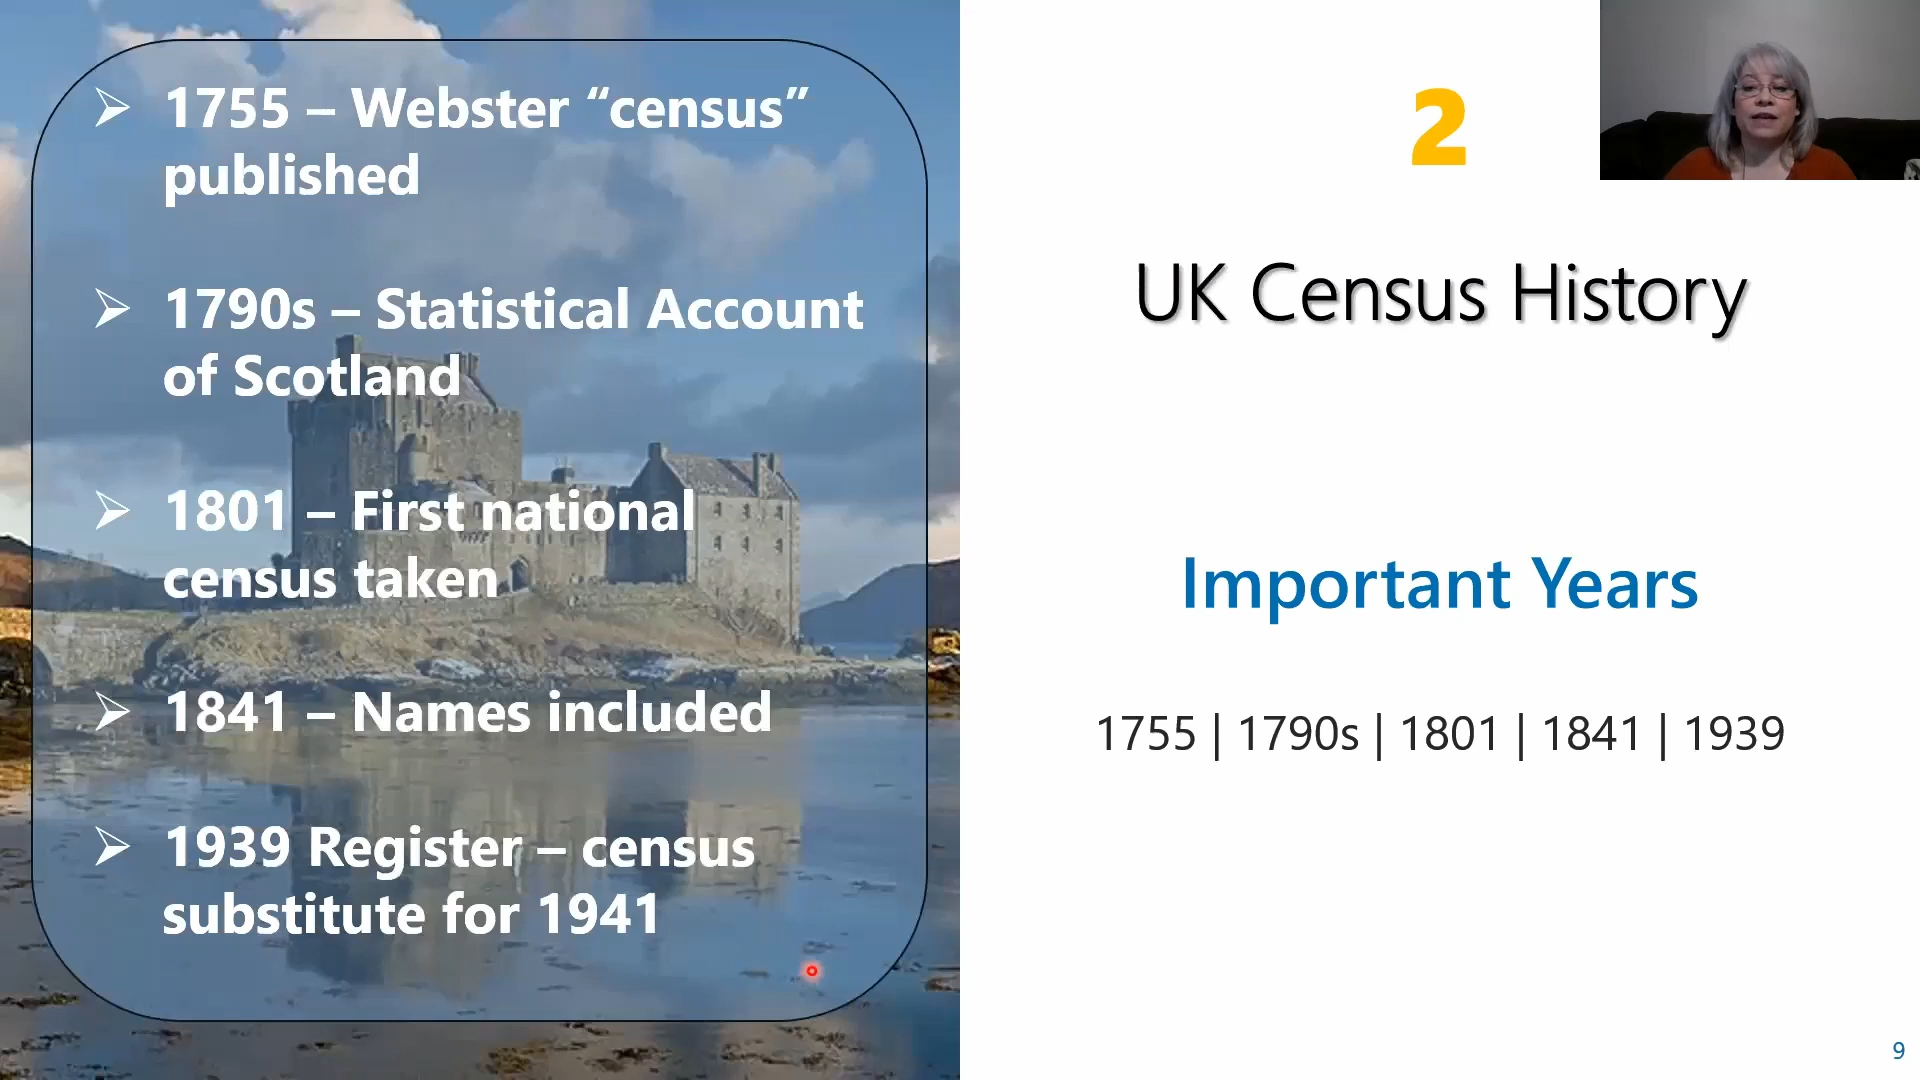 ➢ 1755 – Webster “census”
published
➢ 1790s – Statistical Account
of Scotland
➢ 1801 – First national
census taken
➢ 1841 – Names included
➢ 1939 Register – census
substitute for 1941
2
UK Census History
Important Years
1755 | 1790s | 1801 | 1841 | 1939
9